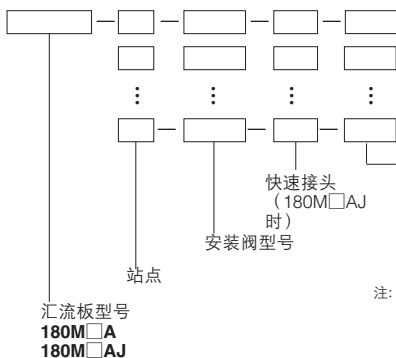 快速接头
（180M□AJ
时）
安装阀型号
站点
注:
汇流板型号
180M□A
180M□AJ